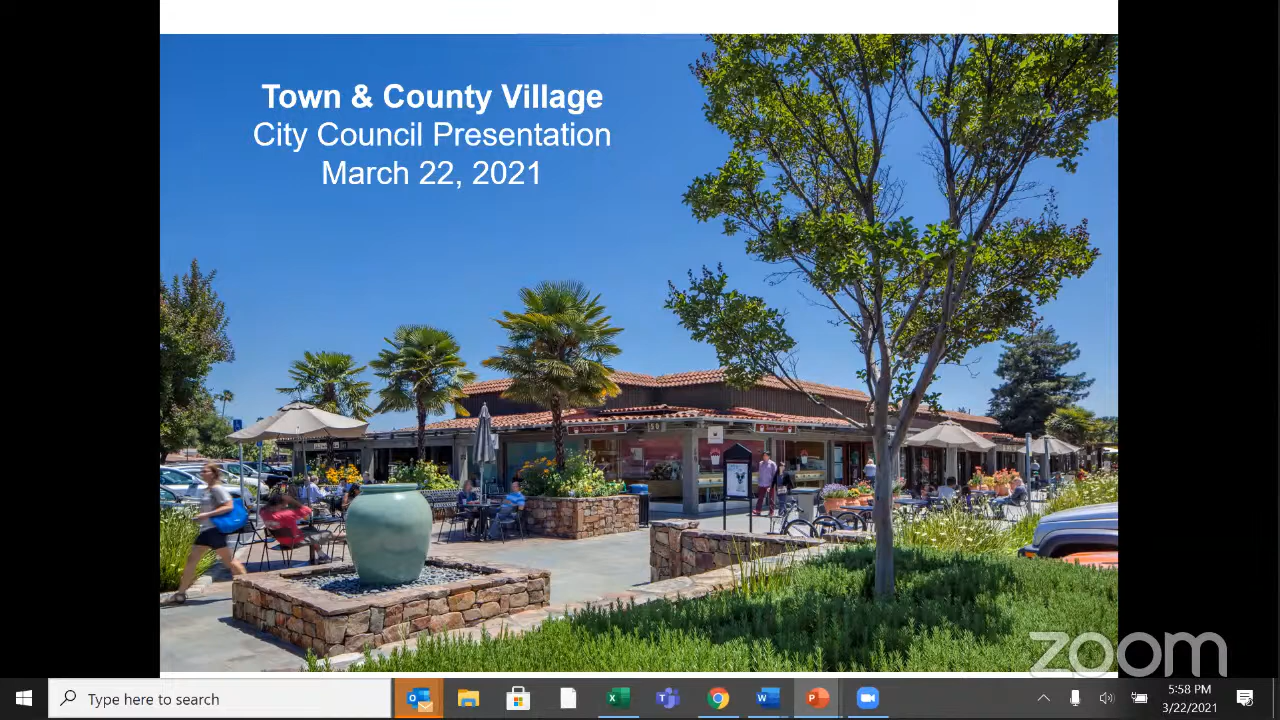 Town & County Village
City Council Presentation
March 22, 2021
50
zoom
Type here to search
5:58 PM
3/22/2021